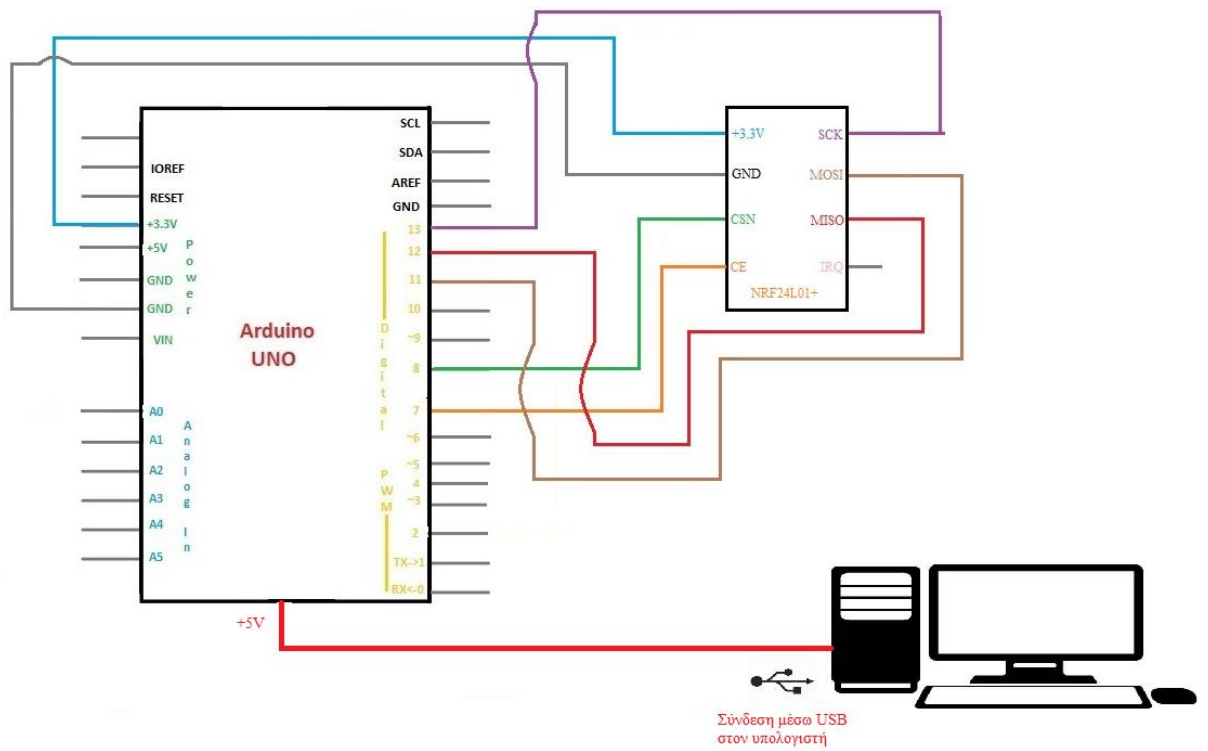 IOREF
RESET
+3.3V
+5V
GND
GND
VIN
Power
A0
A1
A2
A3
A4
A5
Analog In
Arduino
UNO
SCL
SDA
AREF
GND
13
12
11
10
~9
8
7
~6
~5
4
~3
2
TX->1
RX<-0
Digital
PWM
+3.3V
GND
CSN
CE
SCK
MOSI
MISO
IRQ
NRF24L01+
+5V
Σύνδεση μέσω USB
στον υπολογιστή